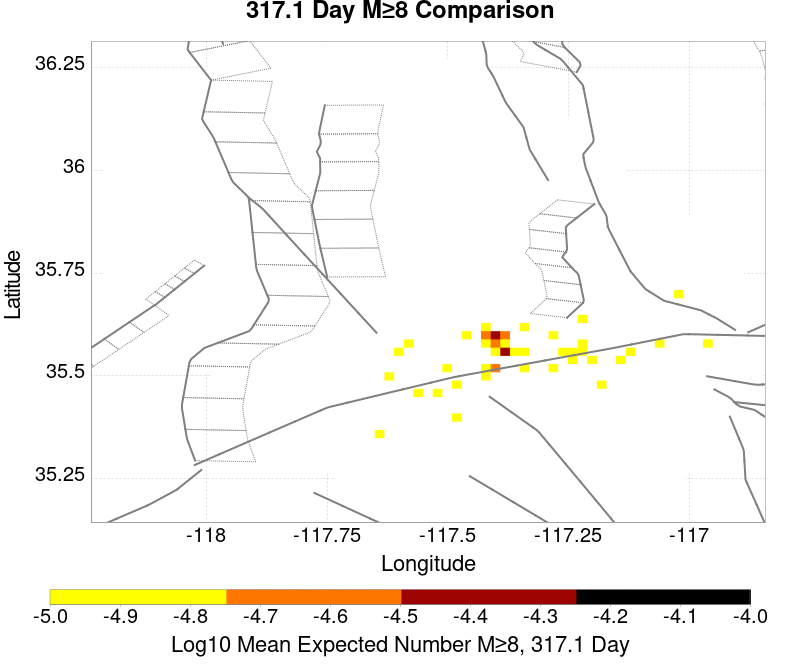 317.1 Day M≥8 Comparison
36.25
36
35.75
35.5
35.25
Latitude
-118 -117.75 -117.5 -117.25 -117
Longitude
-5.0 -4.9 -4.8 -4.7 -4.6 -4.5 -4.4 -4.3 -4.2 -4.1 -4.0
Log10 Mean Expected Number M≥8, 317.1 Day